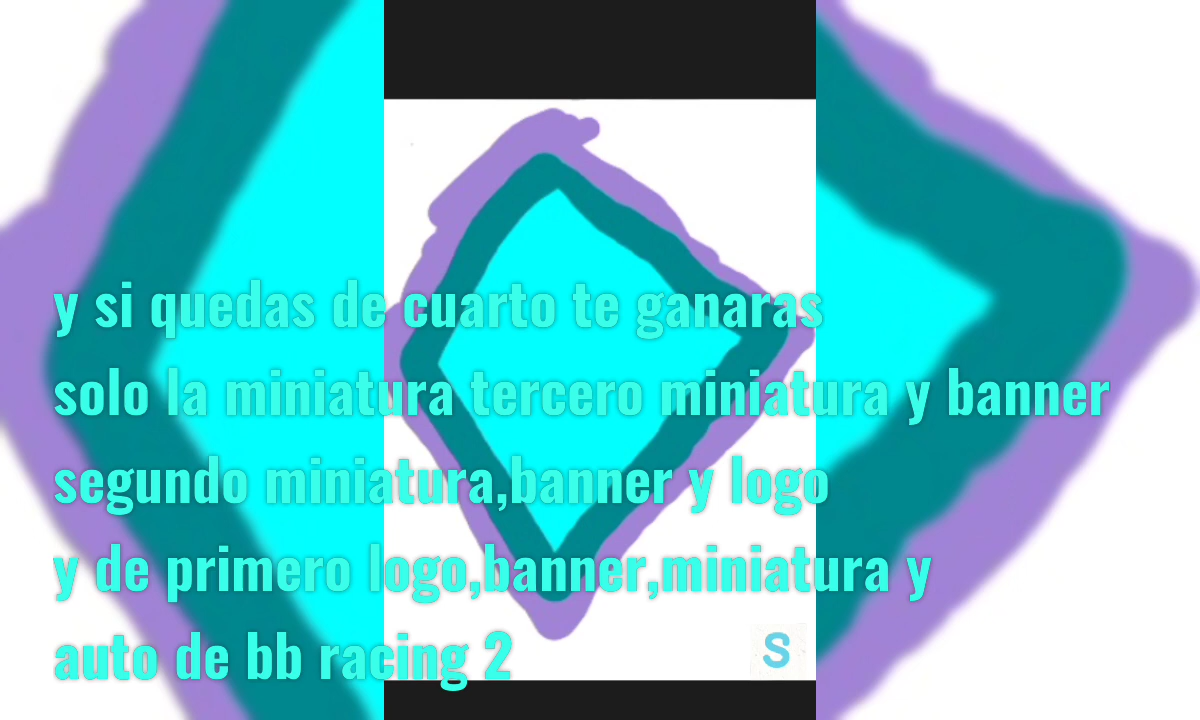 y si quedas de cuarto te ganaras
solo la miniatura tercero miniatura y banner
segundo miniatura,banner y logo
y de primero logo,banner,miniatura y
auto de bb racing 2
S